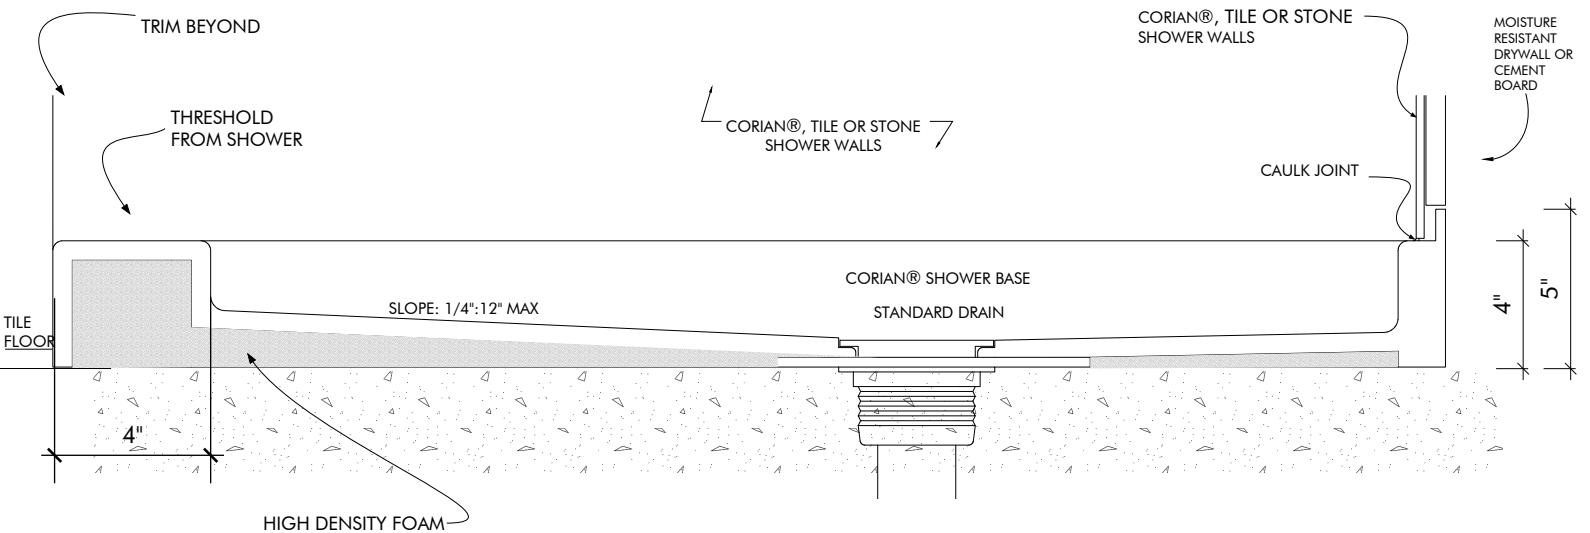 TRIM BEYOND
CORIAN®, TILE OR STONE
SHOWER WALLS
MOISTURE
RESISTANT
DRYWALL OR
CEMENT
BOARD
THRESHOLD
FROM SHOWER
CORIAN®, TILE OR STONE
SHOWER WALLS
CAULK JOINT
CORIAN® SHOWER BASE
STANDARD DRAIN
SLOPE: 1/4":12" MAX
TILE
FLOOR
4"
5"
4"
HIGH DENSITY FOAM